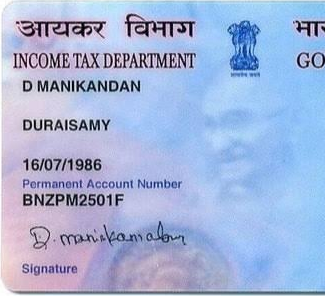 आयकर विभाग
INCOME TAX DEPARTMENT
भार
GO
D MANIKANDAN
DURAISAMY
16/07/1986
Permanent Account Number
BNZPM2501F
D. manikandan
Signature